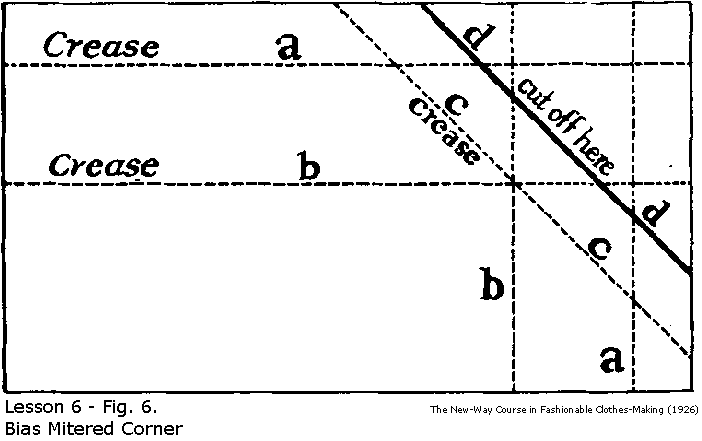 Crease a
d
cut off here
c
crease
Crease b
d
c
b
a
Lesson 6 - Fig. 6.
Bias Mitered Corner
The New-Way Course in Fashionable Clothes-Making (1926)